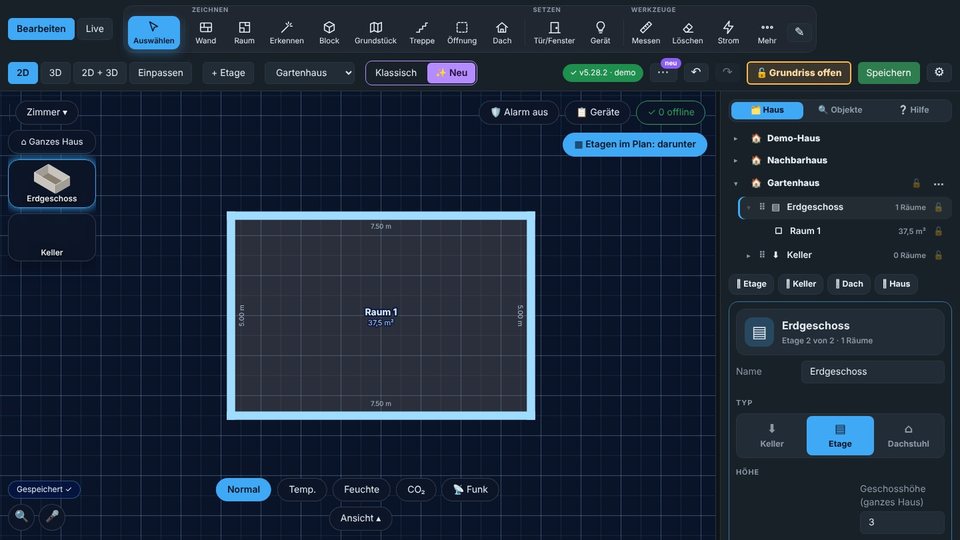 ZEICHNEN
SETZEN
WERKZEUGE
Bearbeiten
Live
Auswählen
Wand
Raum
Erkennen
Block
Grundstück
Treppe
Öffnung
Dach
Tür/Fenster
Gerät
Messen
Löschen
Strom
Mehr
2D
3D
2D + 3D
Einpassen
+ Etage
Gartenhaus
Klassisch
✨ Neu
✓ v5.28.2 · demo
neu
Grundriss offen
Speichern
Zimmer ▾
Alarm aus
Geräte
✓ 0 offline
Haus
Objekte
Hilfe
⌂ Ganzes Haus
Etagen im Plan: darunter
Demo-Haus
Nachbarhaus
Gartenhaus
Erdgeschoss
Erdgeschoss
1 Räume
Raum 1
37,5 m²
Keller
Keller
0 Räume
Etage
Keller
Dach
Haus
7.50 m
5.00 m
Raum 1
37,5 m²
5.00 m
7.50 m
Erdgeschoss
Etage 2 von 2 · 1 Räume
Name
Erdgeschoss
TYP
Keller
Etage
Dachstuhl
HÖHE
Geschosshöhe
(ganzes Haus)
3
Gespeichert ✓
Normal
Temp.
Feuchte
CO₂
Funk
Ansicht ▴